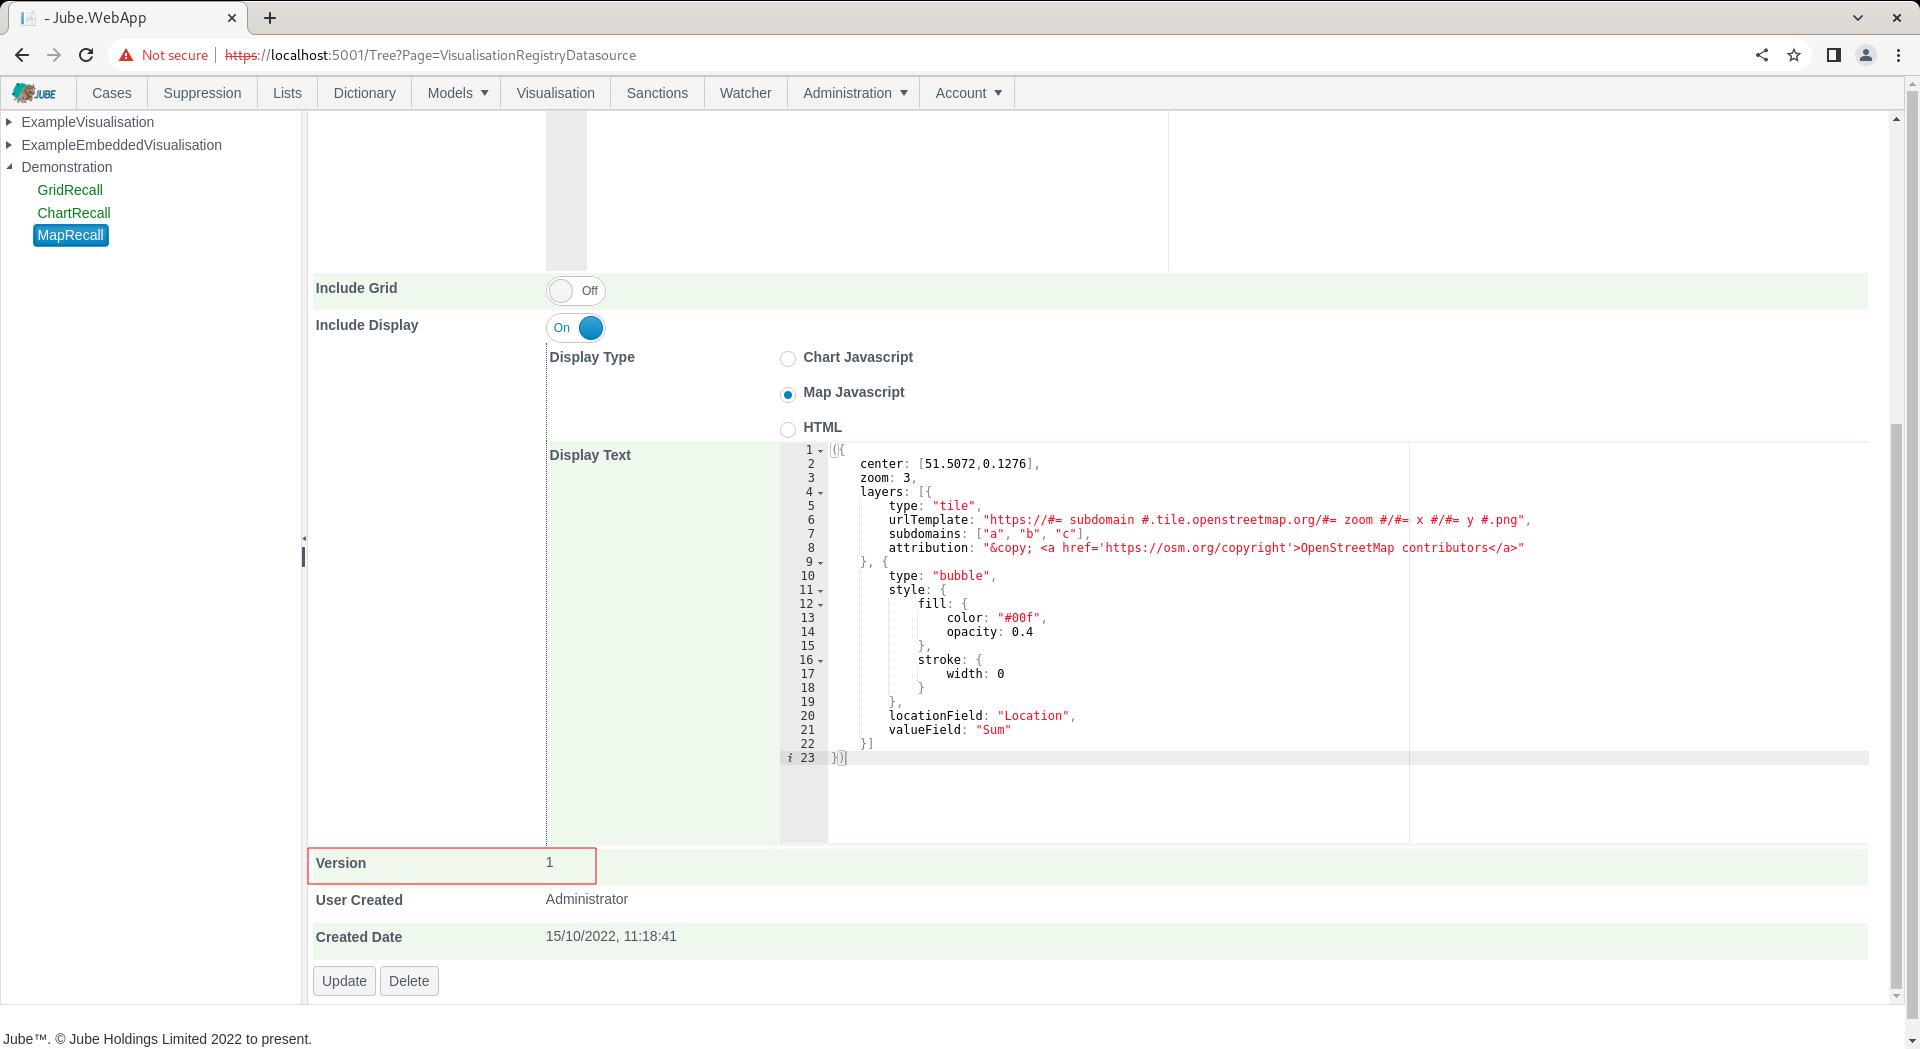 - Jube.WebApp
Not secure
https://localhost:5001/Tree?Page=VisualisationRegistryDatasource
JUBE
Cases
Suppression
Lists
Dictionary
Models
Visualisation
Sanctions
Watcher
Administration
Account
ExampleVisualisation
ExampleEmbeddedVisualisation
Demonstration
GridRecall
ChartRecall
MapRecall
Include Grid
Off
Include Display
On
Display Type
Chart Javascript
Map Javascript
HTML
Display Text
1 ({
2     center: [51.5072,0.1276],
3     zoom: 3,
4     layers: [{
5         type: "tile",
6         urlTemplate: "https://#= subdomain #.tile.openstreetmap.org/#= zoom #/#= x #/#= y #.png",
7         subdomains: ["a", "b", "c"],
8         attribution: "&copy; <a href='https://osm.org/copyright'>OpenStreetMap contributors</a>"
9     }, {
10         type: "bubble",
11         style: {
12             fill: {
13                 color: "#00f",
14                 opacity: 0.4
15             },
16             stroke: {
17                 width: 0
18             }
19         },
20         locationField: "Location",
21         valueField: "Sum"
22     }]
i 23 })
Version 1
User Created Administrator
Created Date 15/10/2022, 11:18:41
Update
Delete
Jube™. © Jube Holdings Limited 2022 to present.